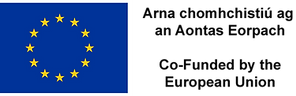 Arna chomhchistiú ag
an Aontas Eorpach
Co-Funded by the
European Union